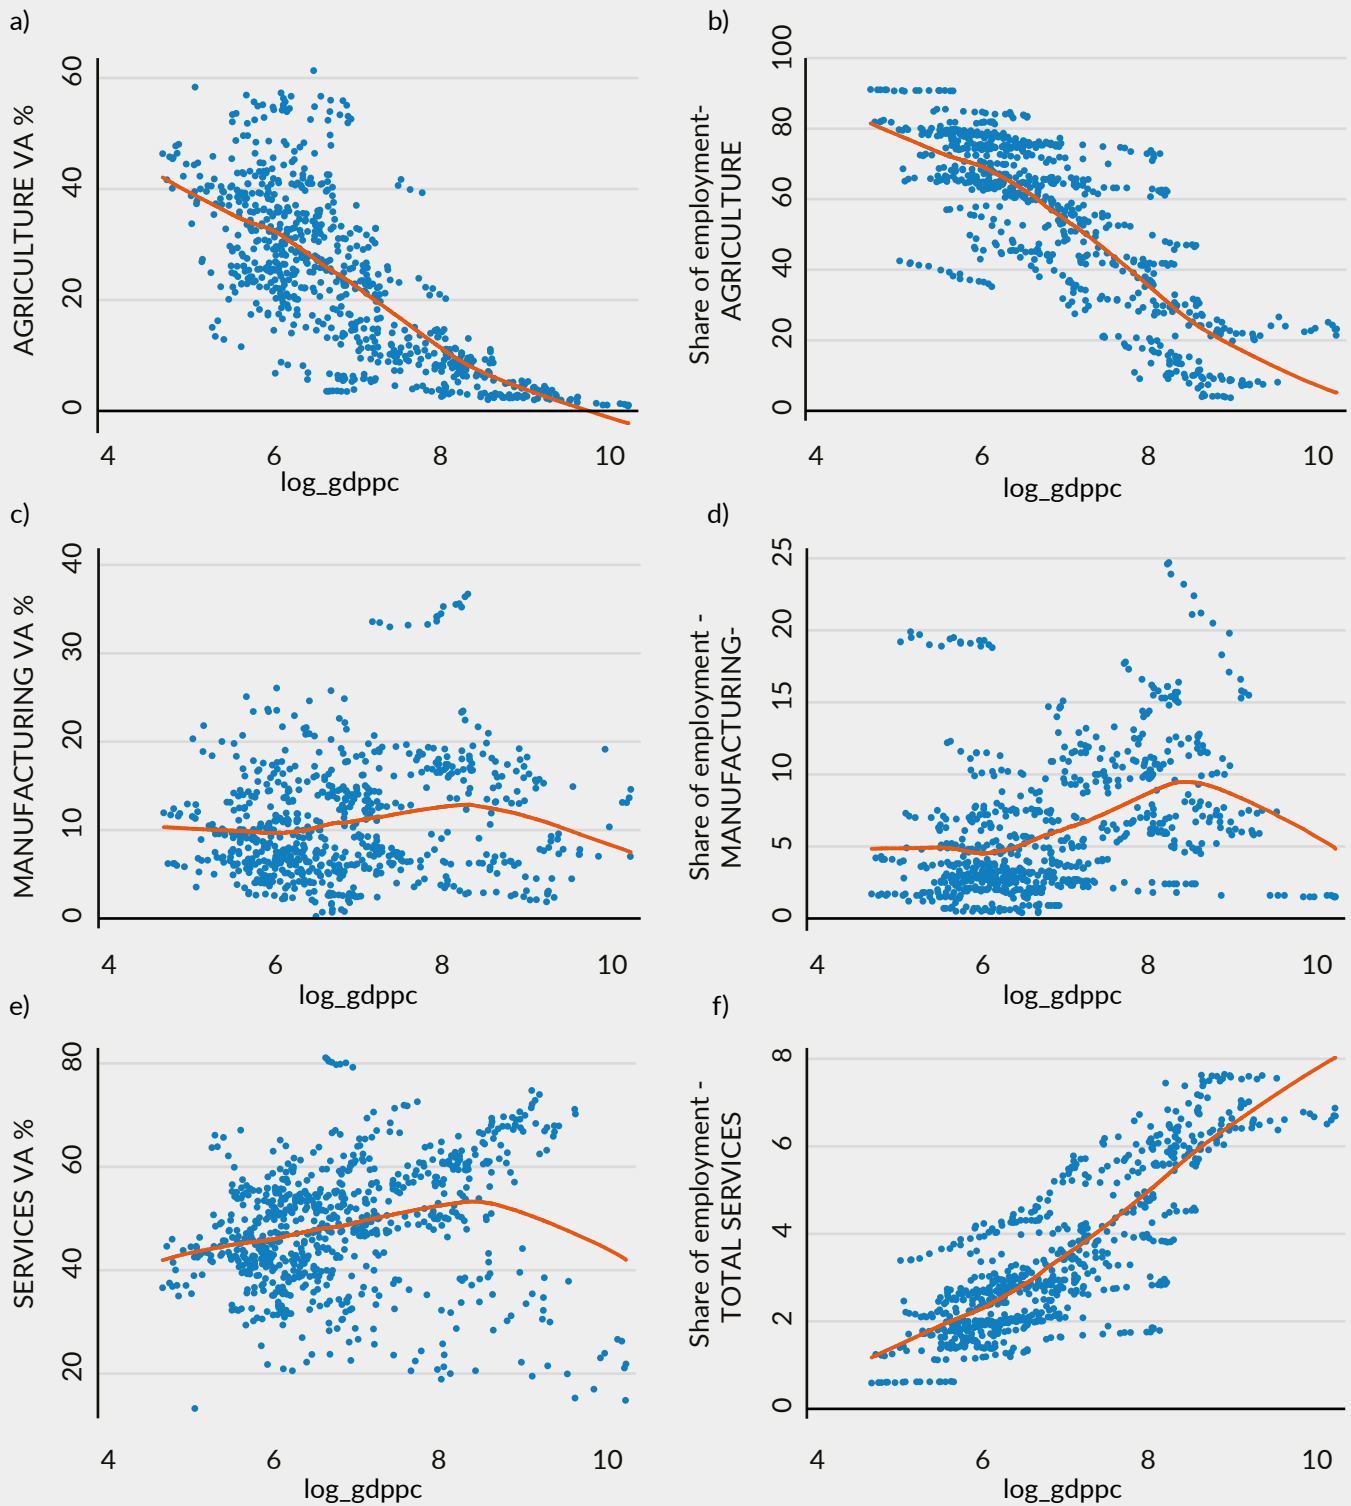 a)
AGRICULTURE VA %
60
40
20
0
4 6 8 10
log_gdppc
b)
Share of employment-
AGRICULTURE
100
80
60
40
20
0
4 6 8 10
log_gdppc
c)
MANUFACTURING VA %
40
30
20
10
0
4 6 8 10
log_gdppc
d)
Share of employment -
MANUFACTURING-
25
20
15
10
5
0
4 6 8 10
log_gdppc
e)
SERVICES VA %
80
60
40
20
4 6 8 10
log_gdppc
f)
Share of employment -
TOTAL SERVICES
8
6
4
2
0
4 6 8 10
log_gdppc